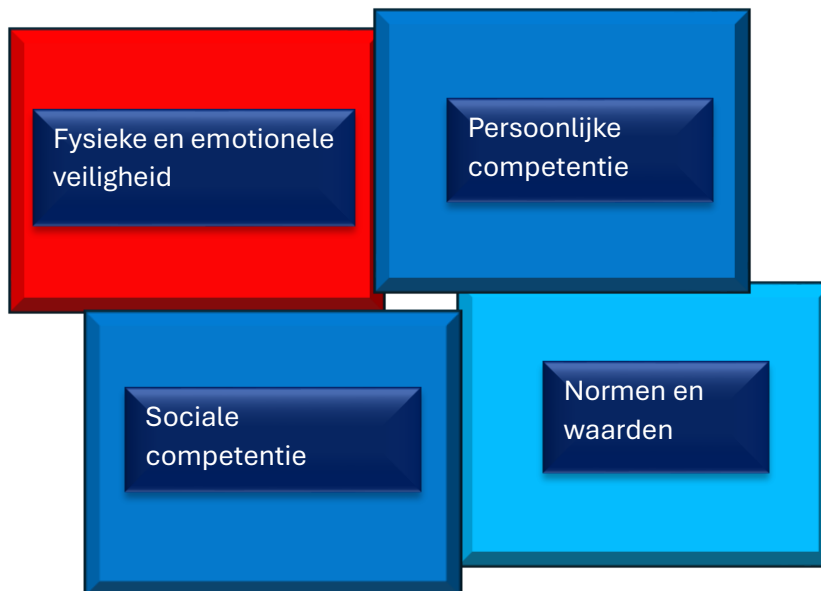 Fysieke en emotionele
veiligheid
Persoonlijke
competentie
Sociale
competentie
Normen en
waarden